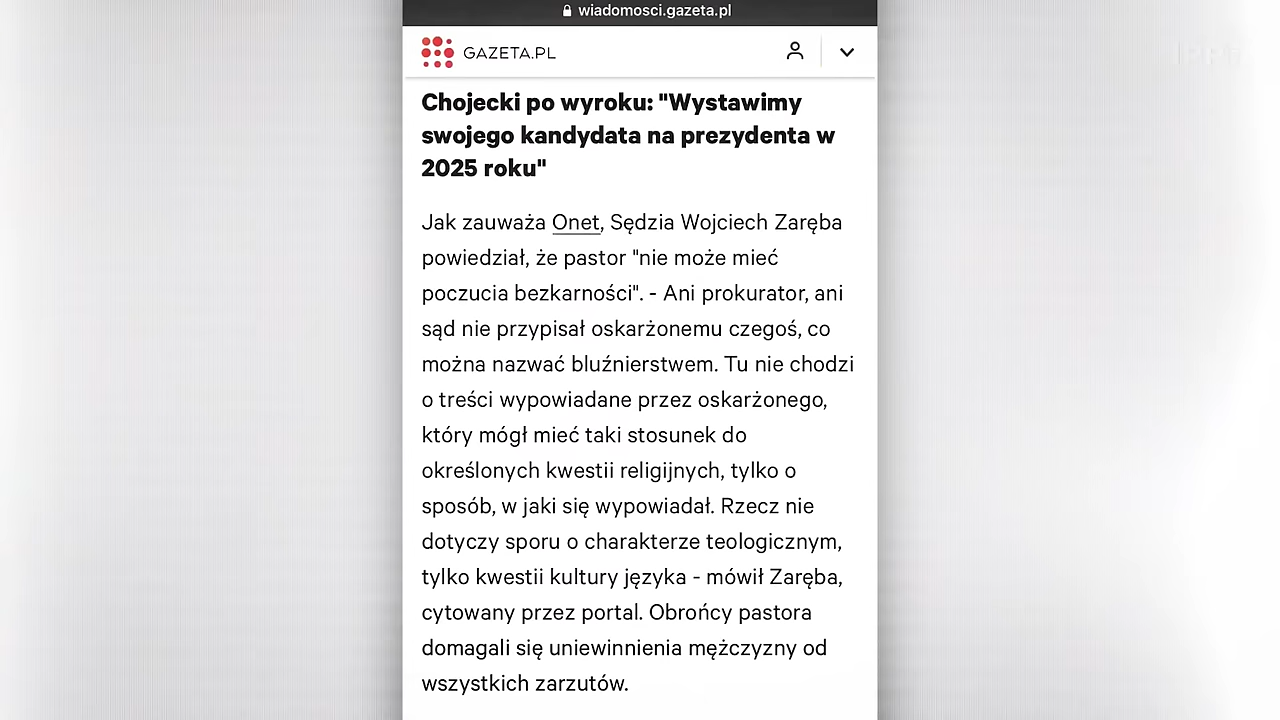 wiadomosci.gazeta.pl
GAZETA.PL
Chojecki po wyroku: "Wystawimy
swojego kandydata na prezydenta w
2025 roku"
Jak zauważa Onet, Sędzia Wojciech Zaręba
powiedział, że pastor "nie może mieć
poczucia bezkarności". - Ani prokurator, ani
sąd nie przypisał oskarżonemu czegoś, co
można nazwać bluźnierstwem. Tu nie chodzi
o treści wypowiadane przez oskarżonego,
który mógł mieć taki stosunek do
określonych kwestii religijnych, tylko o
sposób, w jaki się wypowiadał. Rzecz nie
dotyczy sporu o charakterze teologicznym,
tylko kwestii kultury języka - mówił Zaręba,
cytowany przez portal. Obrońcy pastora
domagali się uniewinnienia mężczyzny od
wszystkich zarzutów.